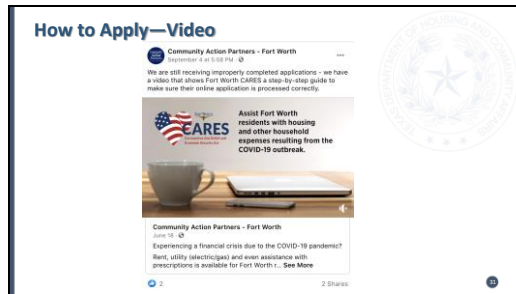 How to Apply—Video
Community Action Partners - Fort Worth
September 4 at 5:58 PM
We are still receiving improperly completed applications - we have
a video that shows Fort Worth CARES a step-by-step guide to
make sure their online application is processed correctly.
CARES
Assist Fort Worth
residents with housing
and other household
expenses resulting from the
COVID-19 outbreak.
Community Action Partners - Fort Worth
June 18
Experiencing a financial crisis due to the COVID-19 pandemic?
Rent, utility (electric/gas) and even assistance with
prescriptions is available for Fort Worth r... See More
2
2 Shares
31